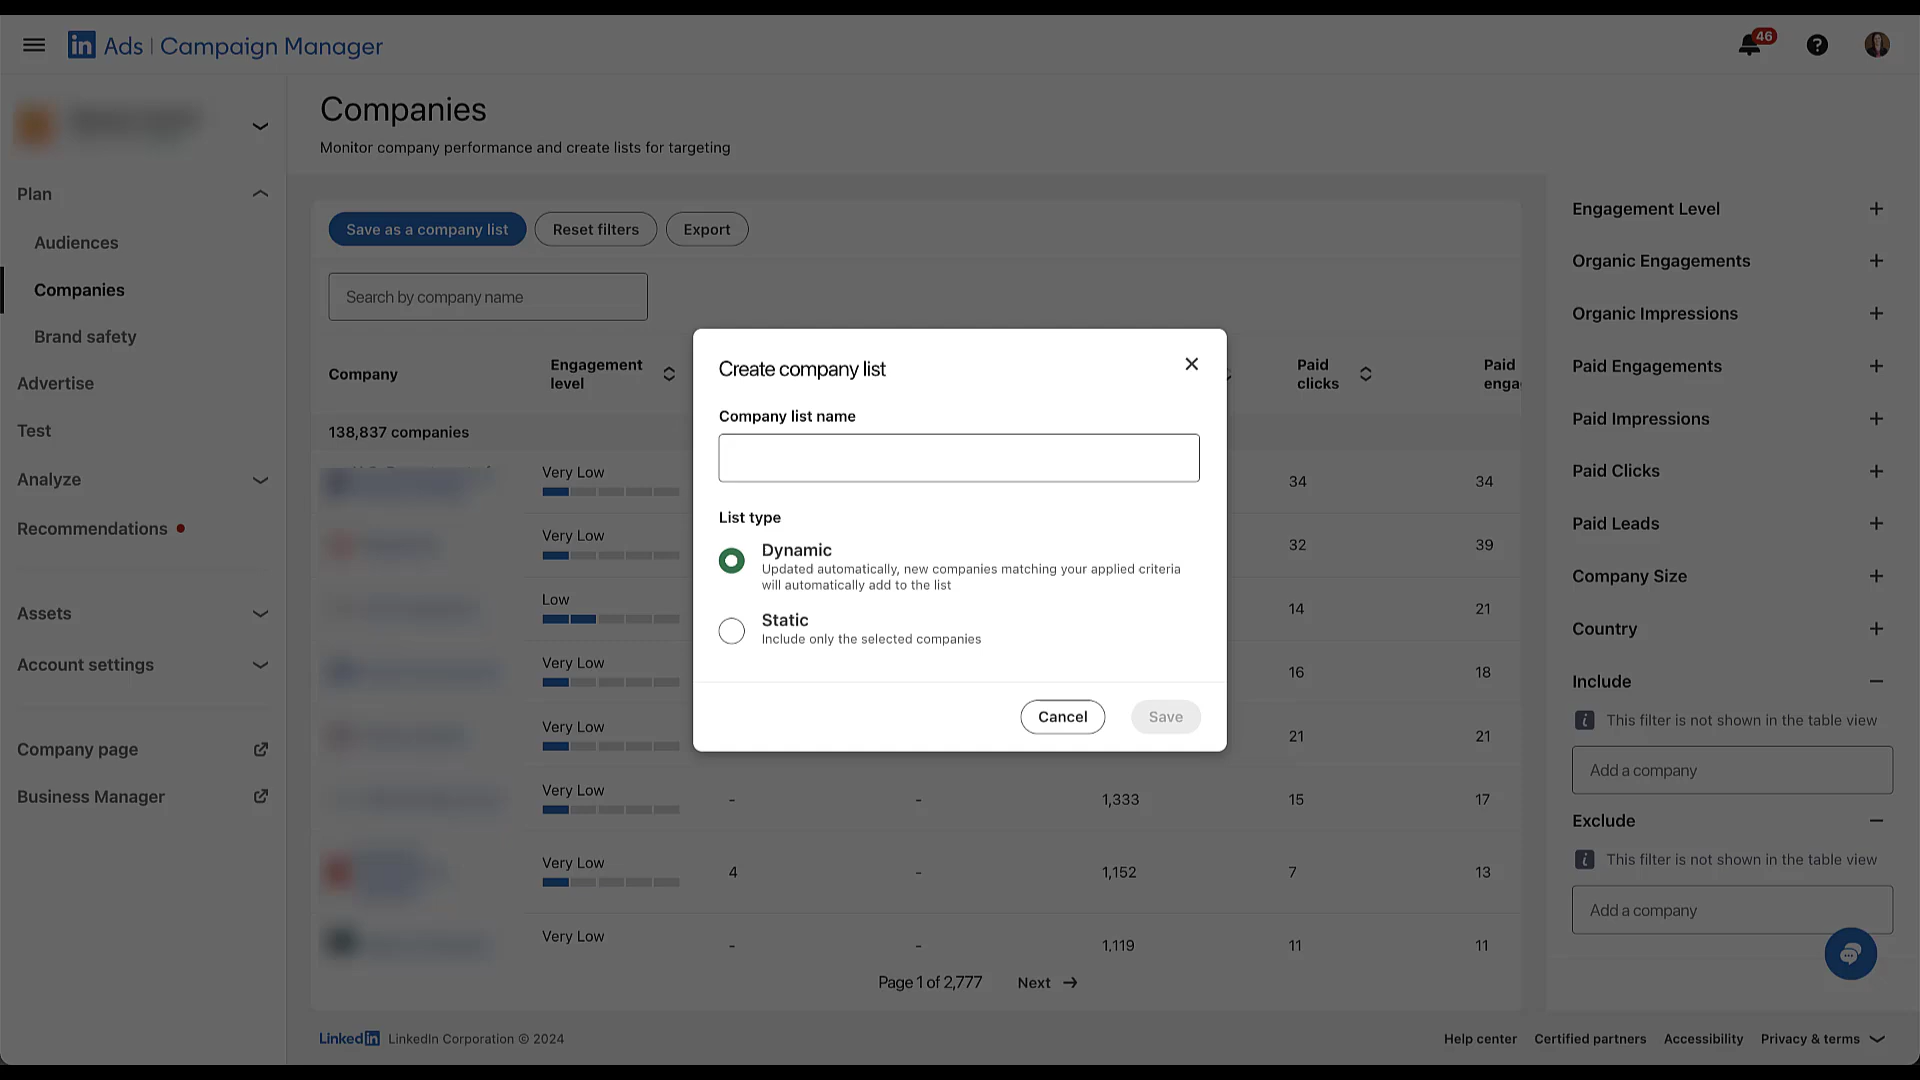 in Ads | Campaign Manager
46
Companies
Monitor company performance and create lists for targeting
Plan
Audiences
Companies
Brand safety
Advertise
Test
Analyze
Recommendations
Assets
Account settings
Company page
Business Manager
Save as a company list
Reset filters
Export
Search by company name
Company
Engagement
level
Paid
clicks
Paid
enga
138,837 companies
Very Low
34
34
Very Low
32
39
Low
14
21
Very Low
16
18
Very Low
21
21
Very Low
-
-
1,333
15
17
Very Low
4
-
1,152
7
13
Very Low
-
-
1,119
11
11
Page 1 of 2,777
Next
Create company list
Company list name
List type
Dynamic
Updated automatically, new companies matching your applied criteria
will automatically add to the list
Static
Include only the selected companies
Cancel
Save
Engagement Level
Organic Engagements
Organic Impressions
Paid Engagements
Paid Impressions
Paid Clicks
Paid Leads
Company Size
Country
Include
This filter is not shown in the table view
Add a company
Exclude
This filter is not shown in the table view
Add a company
LinkedIn LinkedIn Corporation © 2024
Help center
Certified partners
Accessibility
Privacy & terms